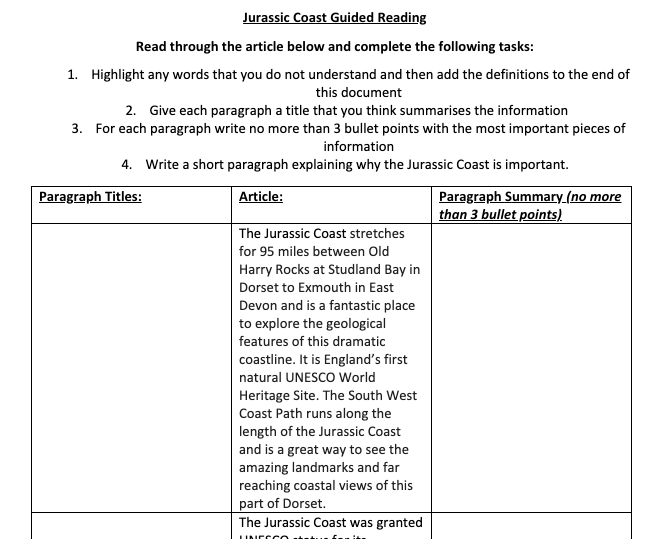 Jurassic Coast Guided Reading
Read through the article below and complete the following tasks:
1. Highlight any words that you do not understand and then add the definitions to the end of
this document
2. Give each paragraph a title that you think summarises the information
3. For each paragraph write no more than 3 bullet points with the most important pieces of
information
4. Write a short paragraph explaining why the Jurassic Coast is important.
Paragraph Titles:
Article:
Paragraph Summary (no more
than 3 bullet points)
The Jurassic Coast stretches
for 95 miles between Old
Harry Rocks at Studland Bay in
Dorset to Exmouth in East
Devon and is a fantastic place
to explore the geological
features of this dramatic
coastline. It is England’s first
natural UNESCO World
Heritage Site. The South West
Coast Path runs along the
length of the Jurassic Coast
and is a great way to see the
amazing landmarks and far
reaching coastal views of this
part of Dorset.
The Jurassic Coast was granted
UNESCO status for its